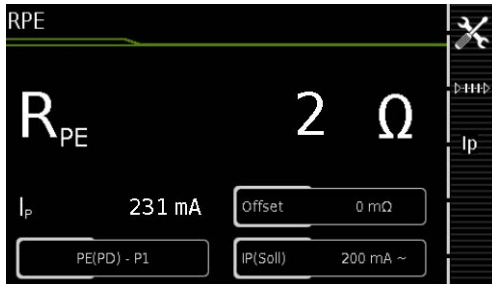 RPE
RPE 2 Ω
Ip
IP 231 mA
Offset 0 mΩ
PE(PD) - P1
IP(Soll) 200 mA ~